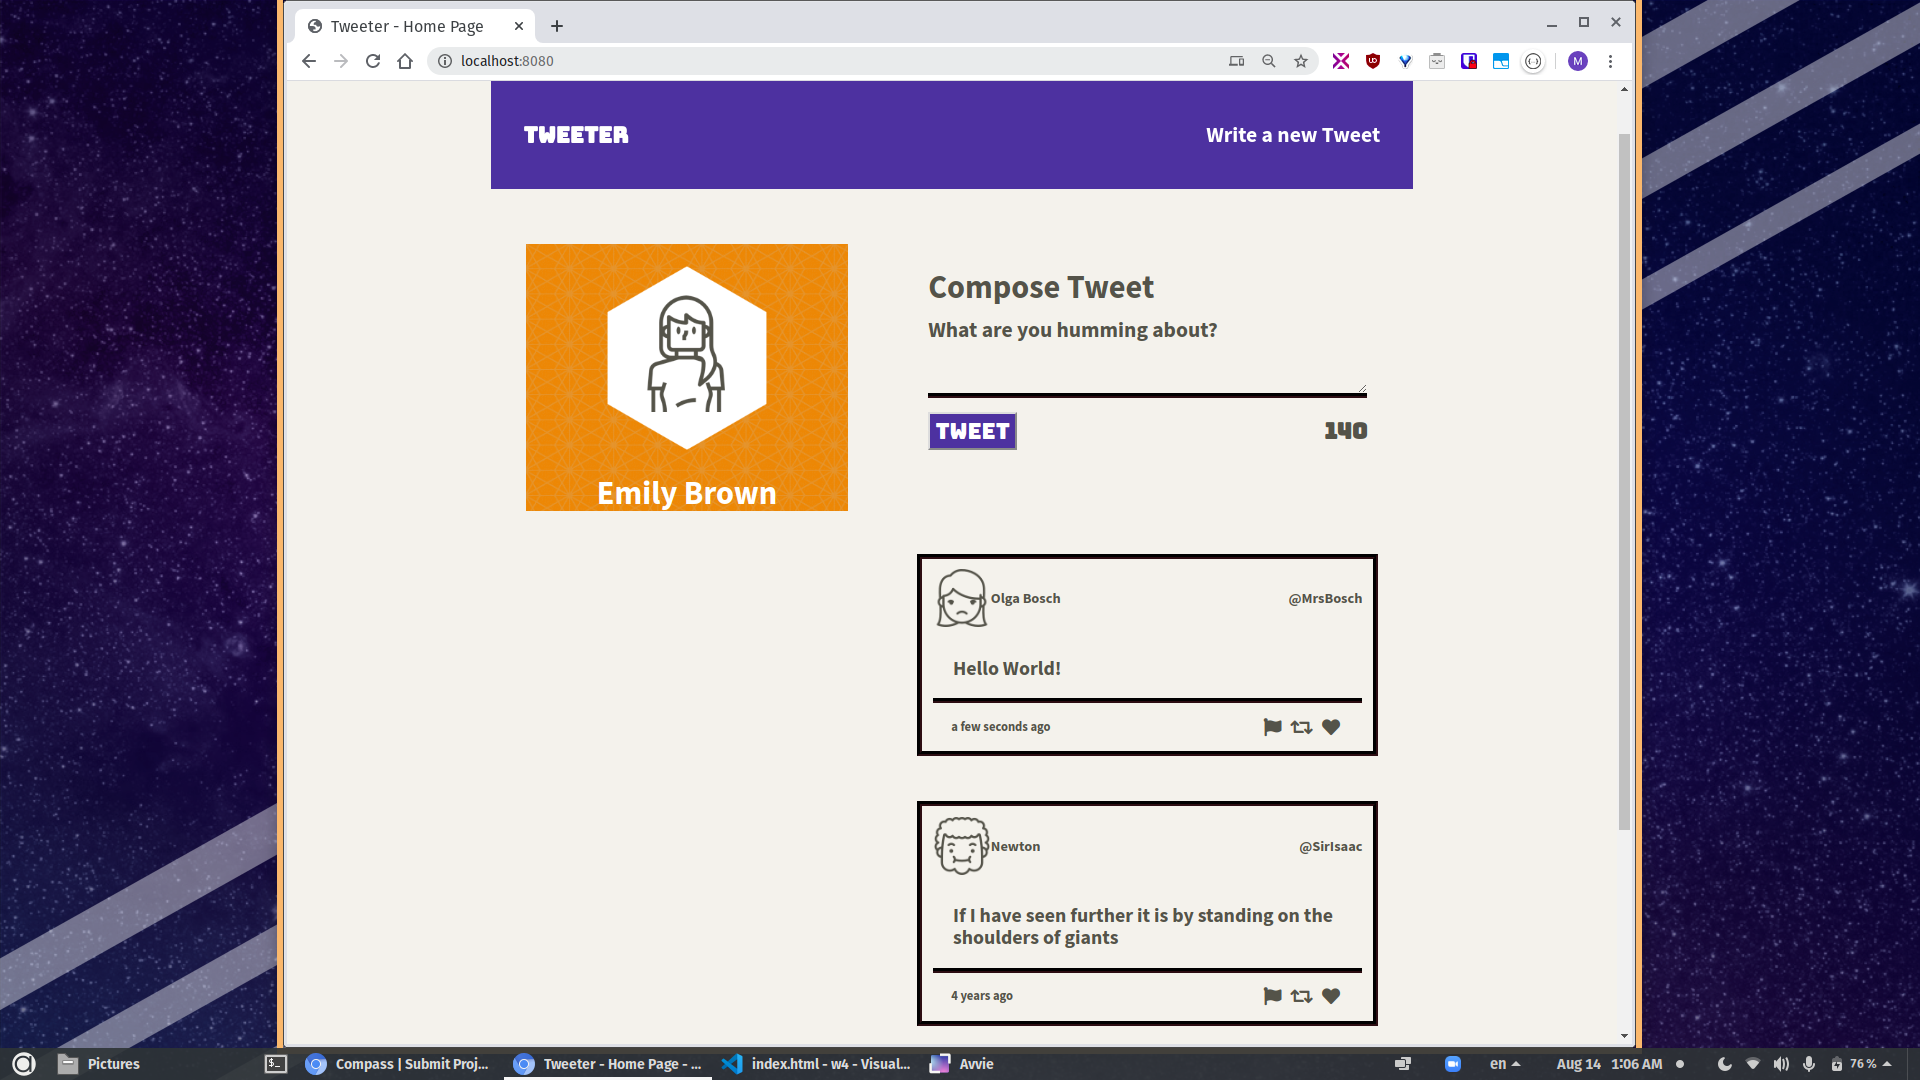 Tweeter - Home Page
localhost:8080
M
TWEETER
Write a new Tweet
Emily Brown
Compose Tweet
What are you humming about?
TWEET
140
Olga Bosch
@MrsBosch
Hello World!
a few seconds ago
Newton
@SirIsaac
If I have seen further it is by standing on the
shoulders of giants
4 years ago
Pictures
Compass | Submit Proj...
Tweeter - Home Page - ...
index.html - w4 - Visual...
Avvie
en
Aug 14
1:06 AM
76 %